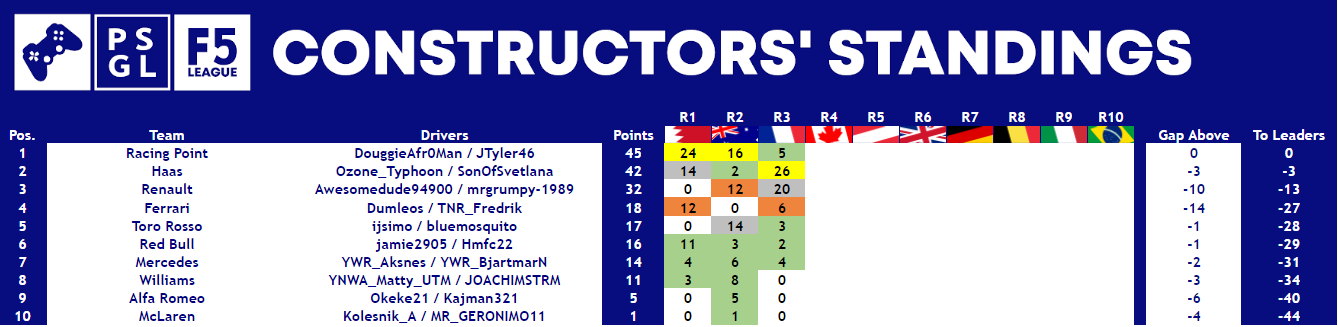 PS GL F5 LEAGUE CONSTRUCTORS' STANDINGS
R1 R2 R3 R4 R5 R6 R7 R8 R9 R10
Pos. Team Drivers Points Gap Above To Leaders
1 Racing Point DouggieAfr0Man / JTyler46 45 24 16 5 0 0
2 Haas Ozone_Typhoon / SonOfSvetlana 42 14 2 26 -3 -3
3 Renault Awesomedude94900 / mrgrumpy-1989 32 0 12 20 -10 -13
4 Ferrari Dumleos / TNR_Fredrik 18 12 0 6 -14 -27
5 Toro Rosso ijsimo / bluemosquito 17 0 14 3 -1 -28
6 Red Bull jamie2905 / Hmfc22 16 11 3 2 -1 -29
7 Mercedes YWR_Aksnes / YWR_BjartmarN 14 4 6 4 -2 -31
8 Williams YNWA_Matty_UTM / JOACHIMSTRM 11 3 8 0 -3 -34
9 Alfa Romeo Okeke21 / Kajman321 5 0 5 0 -6 -40
10 McLaren Kolesnik_A / MR_GERONIMO11 1 0 1 0 -4 -44